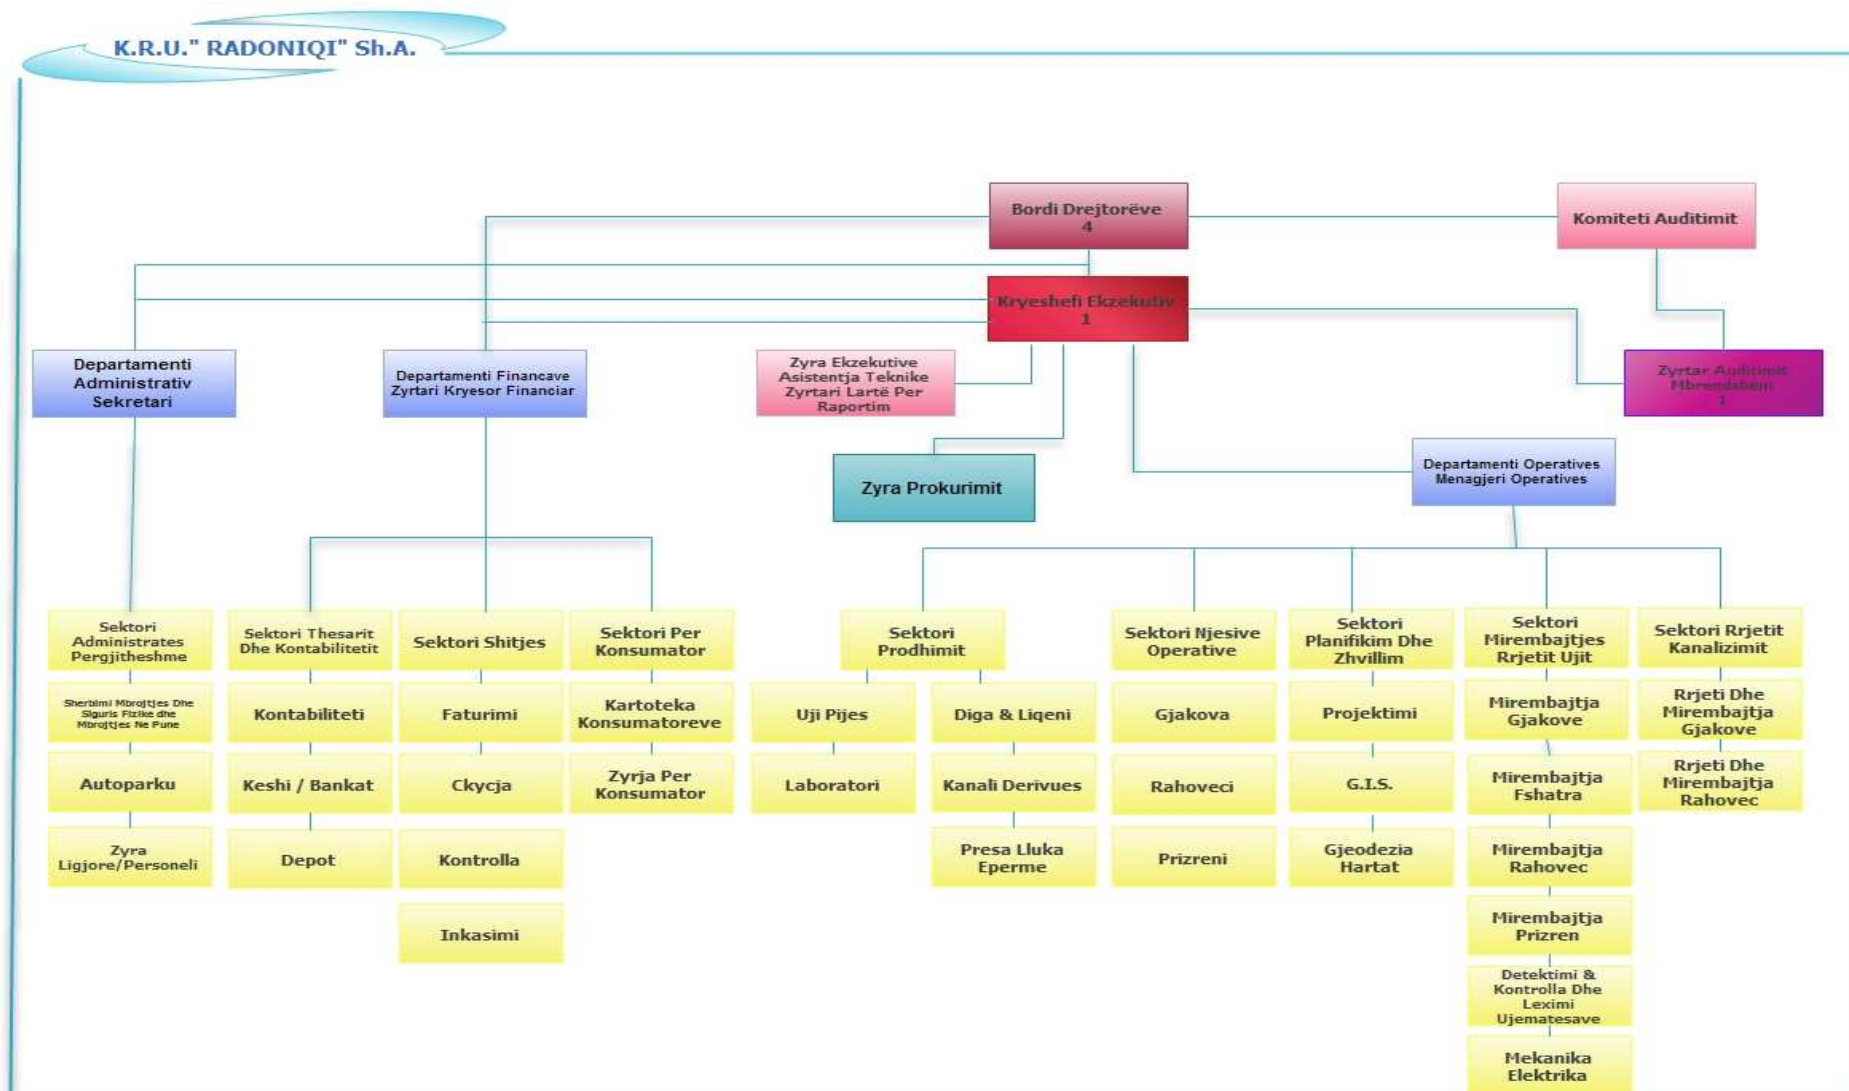 K.R.U." RADONIQI" Sh.A.
Bordi Drejtorëve
4
Komiteti Auditimit
Kryeshefi Ekzekutiv
1
Departamenti
Administrativ
Sekretari
Departamenti Financave
Zyrtari Kryesor Financiar
Zyra Ekzekutive
Asistentja Teknike
Zyrtari Lartë Per
Raportim
Zyrtar Auditimit
Mbrendshem
1
Zyra Prokurimit
Departamenti Operatives
Menagjeri Operatives
Sektori
Administrates
Pergjitheshme
Sherbimi Mbrojtjes Dhe
Siguris Fizike dhe
Mbrojtjes Ne Pune
Autoparku
Zyra
Ligjore/Personeli
Sektori Thesarit
Dhe Kontabilitetit
Kontabiliteti
Keshi / Bankat
Depot
Sektori Shitjes
Faturimi
Ckycja
Kontrolla
Inkasimi
Sektori Per
Konsumator
Kartoteka
Konsumatoreve
Zyrja Per
Konsumator
Sektori
Prodhimit
Uji Pijes
Laboratori
Diga & Liqeni
Kanali Derivues
Presa Lluka
Eperme
Sektori Njesive
Operative
Gjakova
Rahoveci
Prizreni
Sektori
Planifikim Dhe
Zhvillim
Projektimi
G.I.S.
Gjeodezia
Hartat
Sektori
Mirembajtjes
Rrjetit Ujit
Mirembajtja
Gjakove
Mirembajtja
Fshatra
Mirembajtja
Rahovec
Mirembajtja
Prizren
Detektimi &
Kontrolla Dhe
Leximi
Ujematesave
Mekanika
Elektrika
Sektori Rrjetit
Kanalizimit
Rrjeti Dhe
Mirembajtja
Gjakove
Rrjeti Dhe
Mirembajtja
Rahovec